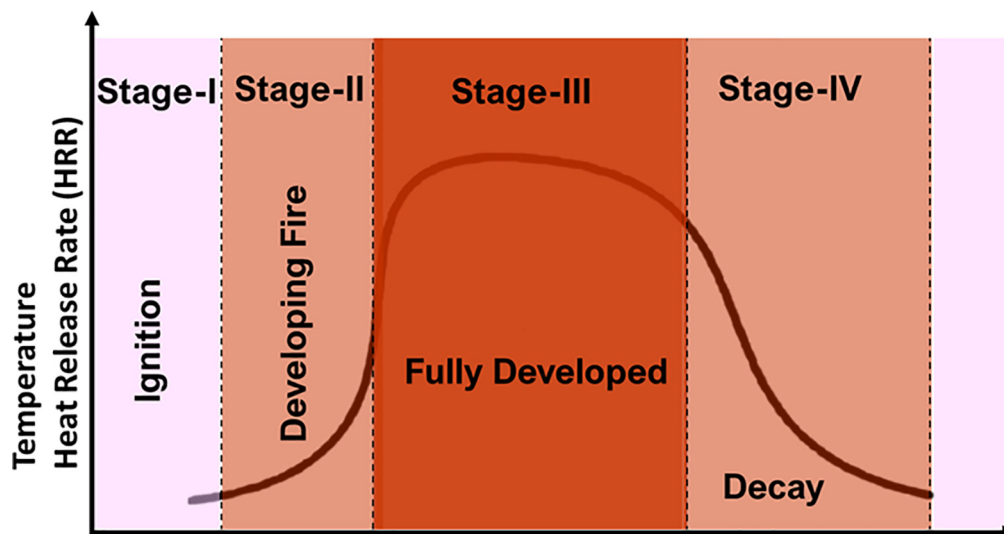 Stage-I
Stage-II
Stage-III
Stage-IV
Temperature
Heat Release Rate (HRR)
Ignition
Developing Fire
Fully Developed
Decay